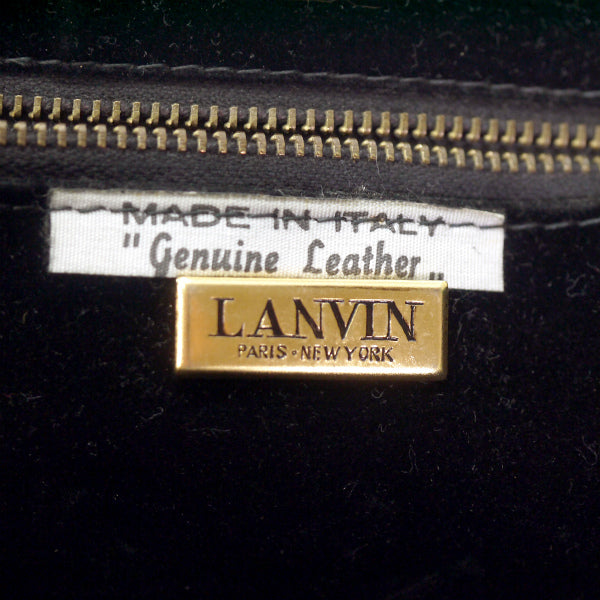 MADE IN ITALY
"Genuine Leather„
LANVIN
PARIS • NEW YORK